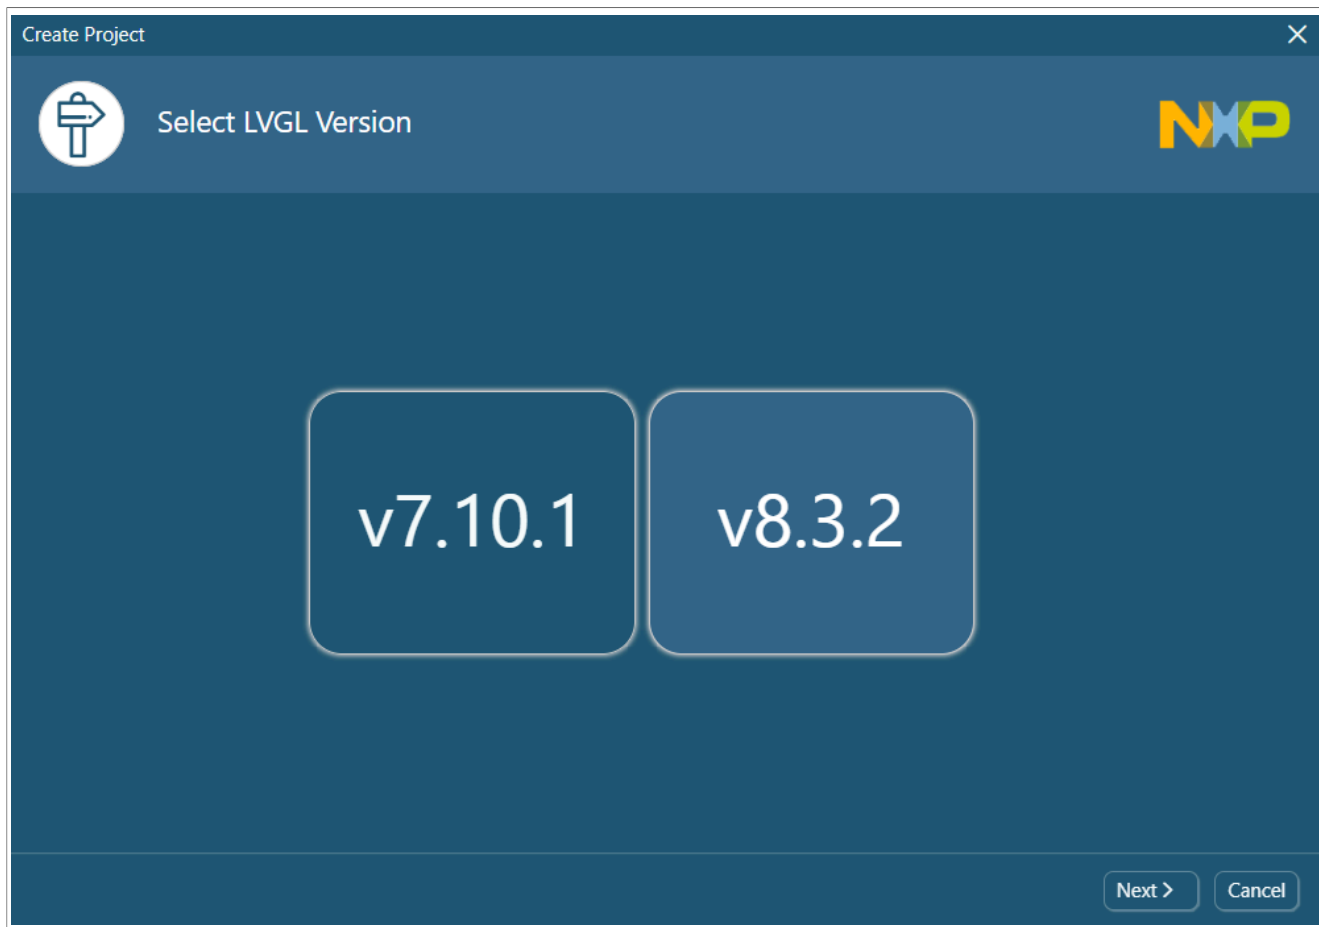 Create Project
Select LVGL Version
NXP
v7.10.1
v8.3.2
Next
Cancel